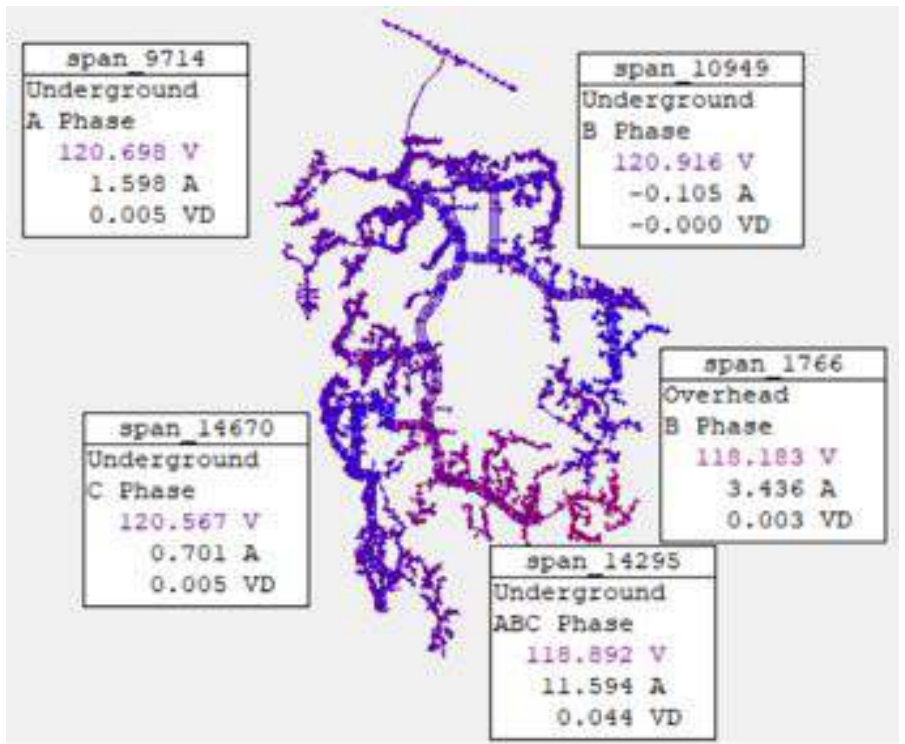 span_9714
Underground
A Phase
120.698 V
1.598 A
0.005 VD
span_10949
Underground
B Phase
120.916 V
-0.105 A
-0.000 VD
span_1766
Overhead
B Phase
118.183 V
3.436 A
0.003 VD
span_14670
Underground
C Phase
120.567 V
0.701 A
0.005 VD
span_14295
Underground
ABC Phase
118.892 V
11.594 A
0.044 VD